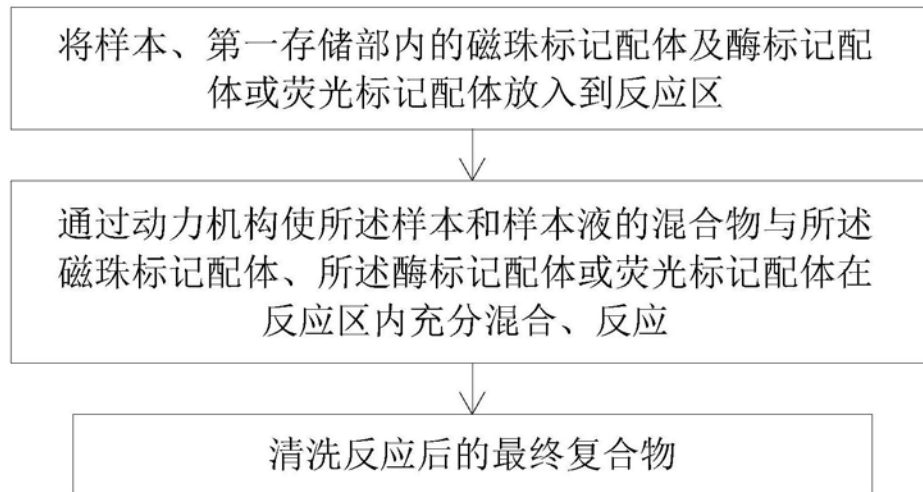 将样本、第一存储部内的磁珠标记配体及酶标记配
体或荧光标记配体放入到反应区
通过动力机构使所述样本和样本液的混合物与所述
磁珠标记配体、所述酶标记配体或荧光标记配体在
反应区内充分混合、反应
清洗反应后的最终复合物